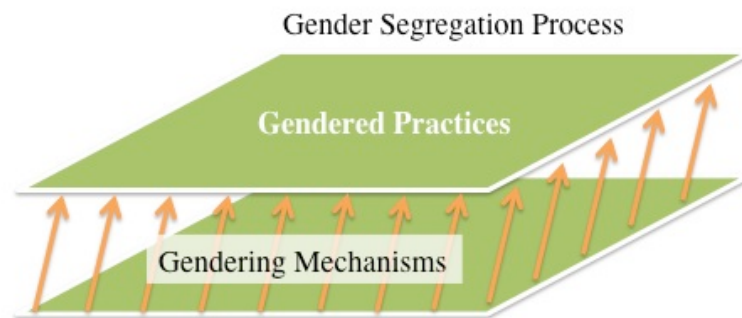 Gender Segregation Process
Gendered Practices
Gendering Mechanisms